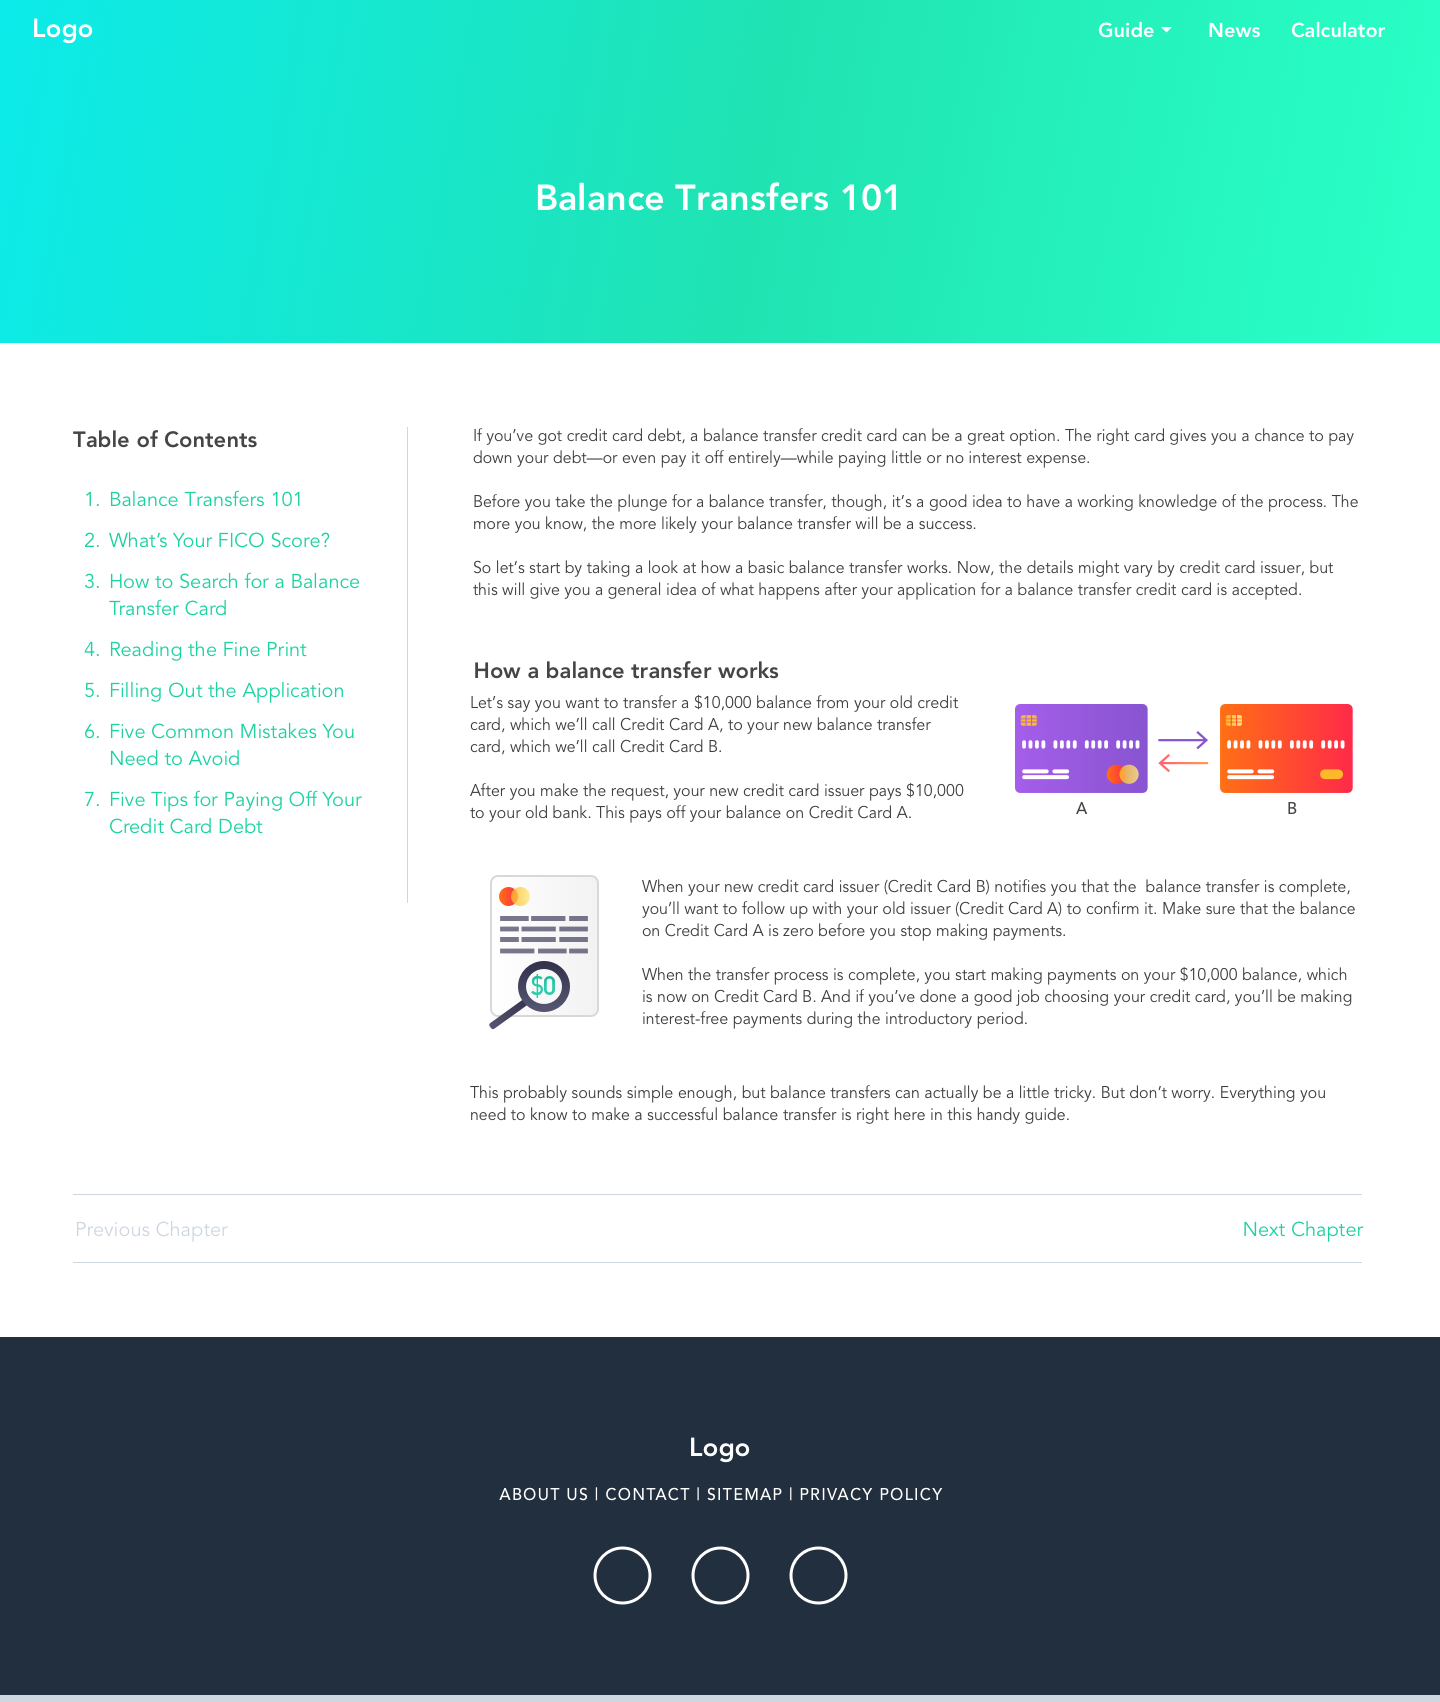 Logo
Guide
News
Calculator
Balance Transfers 101
Table of Contents
1. Balance Transfers 101
2. What’s Your FICO Score?
3. How to Search for a Balance
Transfer Card
4. Reading the Fine Print
5. Filling Out the Application
6. Five Common Mistakes You
Need to Avoid
7. Five Tips for Paying Off Your
Credit Card Debt
If you’ve got credit card debt, a balance transfer credit card can be a great option. The right card gives you a chance to pay
down your debt—or even pay it off entirely—while paying little or no interest expense.
Before you take the plunge for a balance transfer, though, it’s a good idea to have a working knowledge of the process. The
more you know, the more likely your balance transfer will be a success.
So let’s start by taking a look at how a basic balance transfer works. Now, the details might vary by credit card issuer, but
this will give you a general idea of what happens after your application for a balance transfer credit card is accepted.
How a balance transfer works
Let’s say you want to transfer a $10,000 balance from your old credit
card, which we’ll call Credit Card A, to your new balance transfer
card, which we’ll call Credit Card B.
After you make the request, your new credit card issuer pays $10,000
to your old bank. This pays off your balance on Credit Card A.
A
B
$0
When your new credit card issuer (Credit Card B) notifies you that the  balance transfer is complete,
you’ll want to follow up with your old issuer (Credit Card A) to confirm it. Make sure that the balance
on Credit Card A is zero before you stop making payments.
When the transfer process is complete, you start making payments on your $10,000 balance, which
is now on Credit Card B. And if you’ve done a good job choosing your credit card, you’ll be making
interest-free payments during the introductory period.
This probably sounds simple enough, but balance transfers can actually be a little tricky. But don’t worry. Everything you
need to know to make a successful balance transfer is right here in this handy guide.
Previous Chapter
Next Chapter
Logo
ABOUT US | CONTACT | SITEMAP | PRIVACY POLICY